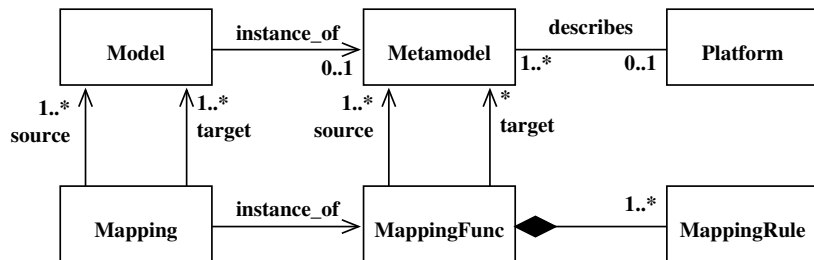 instance_of
describes
Model
Metamodel
Platform
0..1
1..*
0..1
1..*
source
1..*
target
1..*
source
*
target
instance_of
1..*
Mapping
MappingFunc
MappingRule